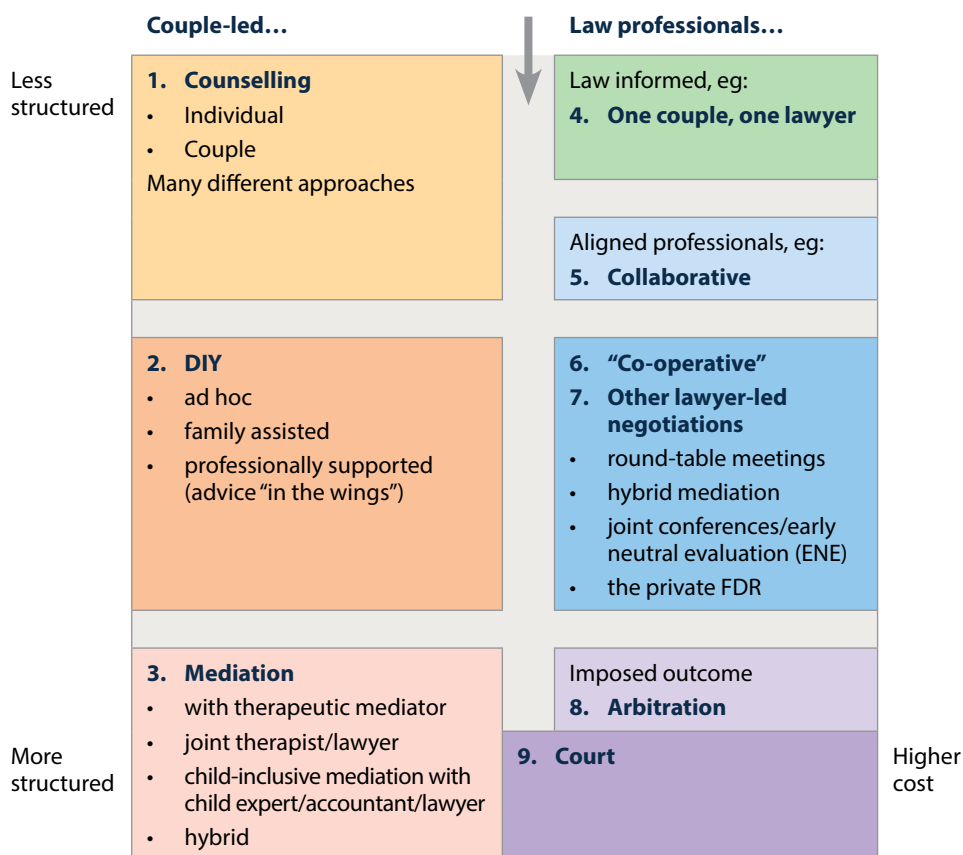 Couple-led…
Law professionals…
Less
structured
1. Counselling
• Individual
• Couple
Many different approaches
Law informed, eg:
4. One couple, one lawyer
Aligned professionals, eg:
5. Collaborative
2. DIY
• ad hoc
• family assisted
• professionally supported
(advice “in the wings”)
6. “Co-operative”
7. Other lawyer-led
negotiations
• round-table meetings
• hybrid mediation
• joint conferences/early
neutral evaluation (ENE)
• the private FDR
3. Mediation
• with therapeutic mediator
• joint therapist/lawyer
• child-inclusive mediation with
child expert/accountant/lawyer
• hybrid
Imposed outcome
8. Arbitration
9. Court
More
structured
Higher
cost